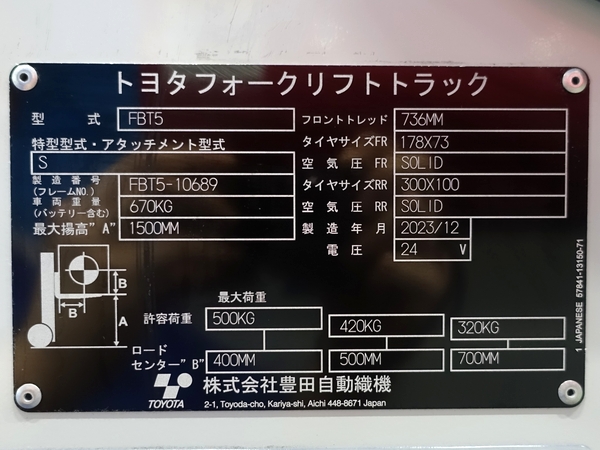 トヨタフォークリフトトラック
型 式 FBT5 フロントトレッド 736MM
特型型式・アタッチメント型式 タイヤサイズFR 178X73
S 空気圧FR SOLID
製造番号(フレームNO.) FBT5-10689 タイヤサイズRR 300X100
車両重量(バッテリー含む) 670KG 空気圧RR SOLID
最大揚高"A" 1500MM 製造年月 2023/12
電圧 24 V
B
B
A
最大荷重
許容荷重 500KG 420KG 320KG
ロードセンター"B" 400MM 500MM 700MM
TOYOTA 株式会社豊田自動織機
2-1, Toyoda-cho, Kariya-shi, Aichi 448-8671 Japan
1 JAPANESE 57841-13150-71